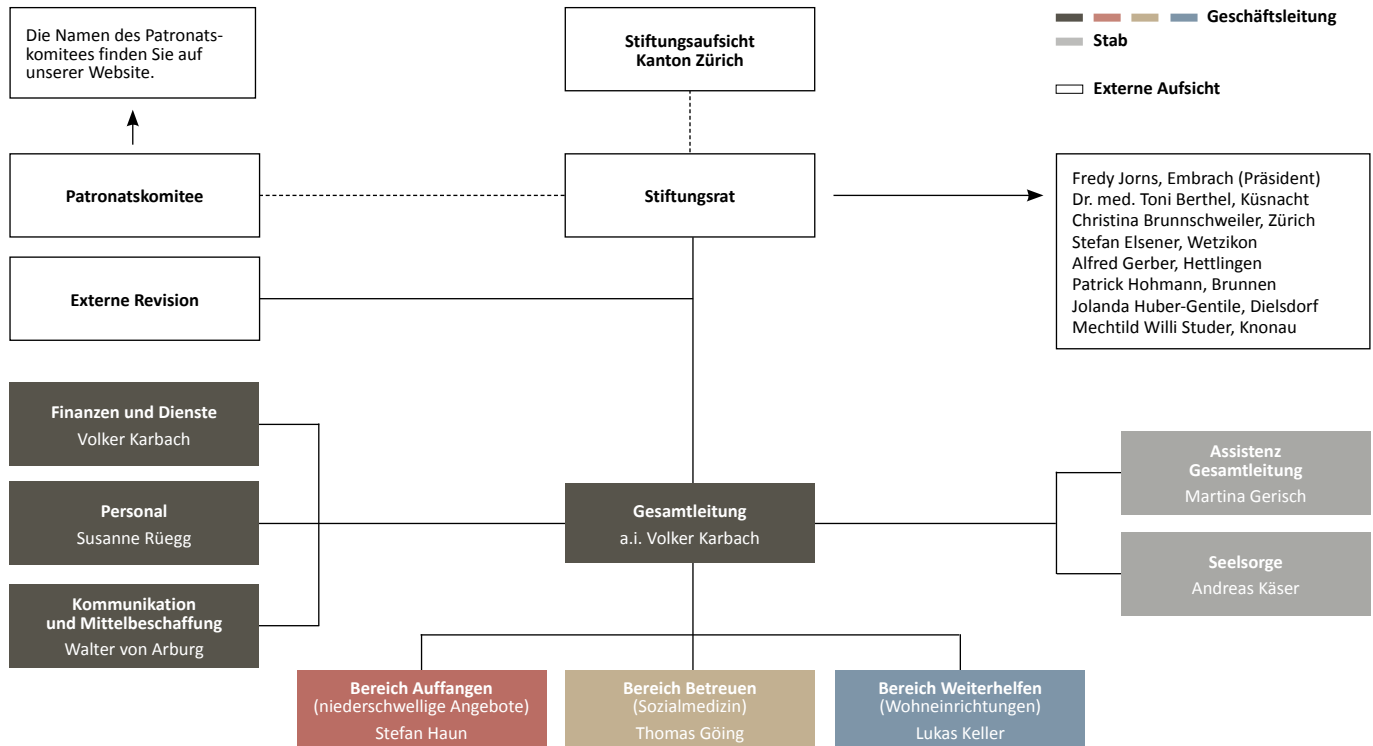 Die Namen des Patronats-
komitees finden Sie auf
unserer Website.
Stiftungsaufsicht
Kanton Zürich
Geschäftsleitung
Stab
Externe Aufsicht
Patronatskomitee
Stiftungsrat
Fredy Jorns, Embrach (Präsident)
Dr. med. Toni Berthel, Küsnacht
Christina Brunnschweiler, Zürich
Stefan Elsener, Wetzikon
Alfred Gerber, Hettlingen
Patrick Hohmann, Brunnen
Jolanda Huber-Gentile, Dielsdorf
Mechtild Willi Studer, Knonau
Externe Revision
Finanzen und Dienste
Volker Karbach
Personal
Susanne Rüegg
Kommunikation
und Mittelbeschaffung
Walter von Arburg
Gesamtleitung
a.i. Volker Karbach
Assistenz
Gesamtleitung
Martina Gerisch
Seelsorge
Andreas Käser
Bereich Auffangen
(niederschwellige Angebote)
Stefan Haun
Bereich Betreuen
(Sozialmedizin)
Thomas Göing
Bereich Weiterhelfen
(Wohneinrichtungen)
Lukas Keller